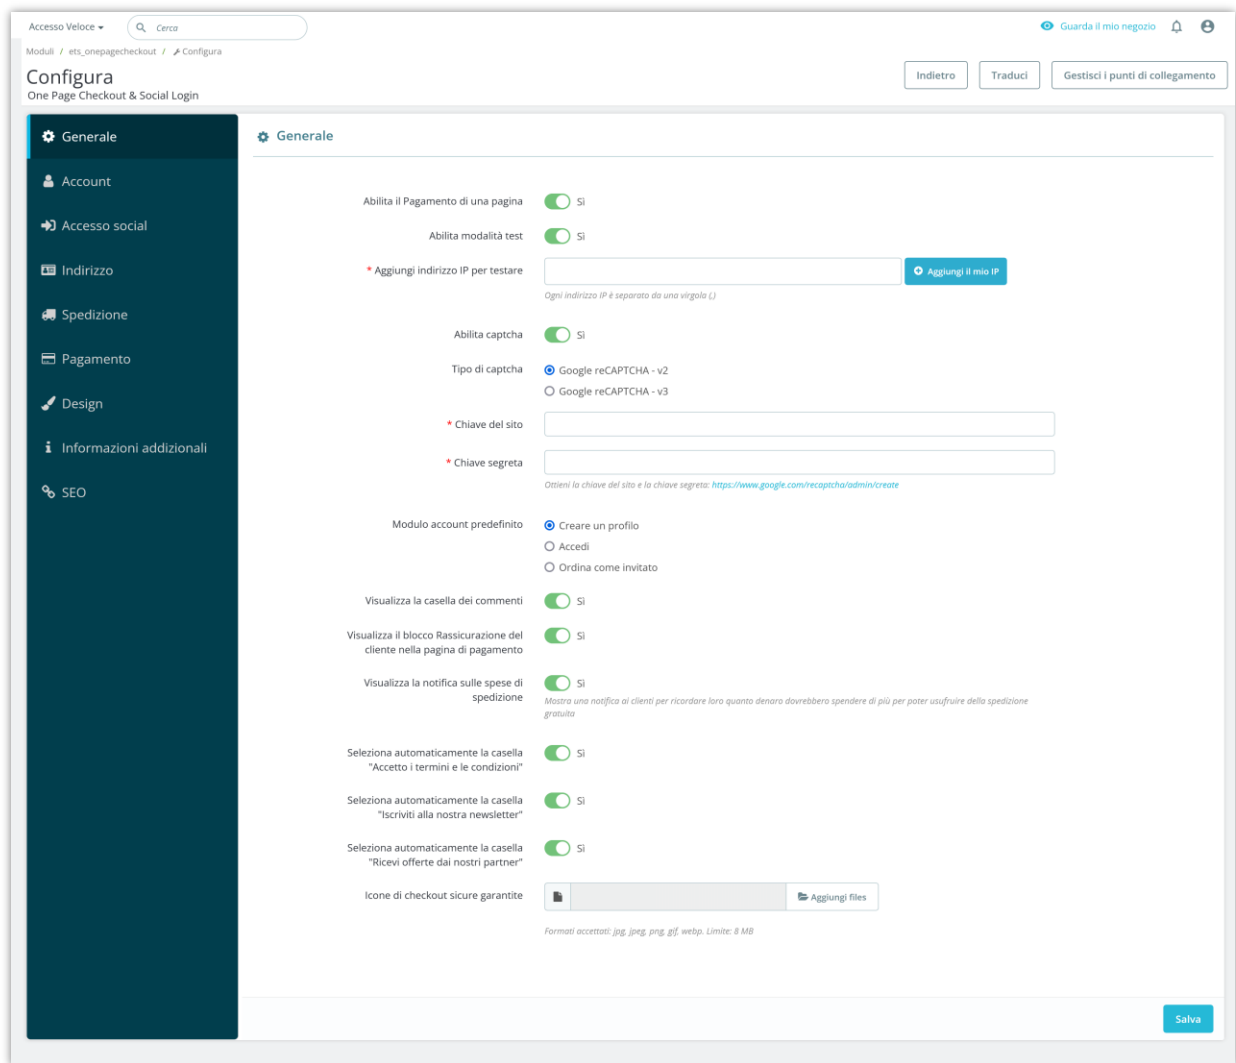 Accesso Veloce
Cerca
Guarda il mio negozio
Moduli / ets_onepagecheckout / Configura
Configura
One Page Checkout & Social Login
Indietro
Traduci
Gestisci i punti di collegamento
Generale
Account
Accesso social
Indirizzo
Spedizione
Pagamento
Design
Informazioni addizionali
SEO
Generale
Abilita il Pagamento di una pagina
Sì
Abilita modalità test
Sì
* Aggiungi indirizzo IP per testare
Aggiungi il mio IP
Ogni indirizzo IP è separato da una virgola (,)
Abilita captcha
Sì
Tipo di captcha
Google reCAPTCHA - v2
Google reCAPTCHA - v3
* Chiave del sito
* Chiave segreta
Ottieni la chiave del sito e la chiave segreta: https://www.google.com/recaptcha/admin/create
Modulo account predefinito
Creare un profilo
Accedi
Ordina come invitato
Visualizza la casella dei commenti
Sì
Visualizza il blocco Rassicurazione del
cliente nella pagina di pagamento
Sì
Visualizza la notifica sulle spese di
spedizione
Sì
Mostra una notifica ai clienti per ricordare loro quanto denaro dovrebbero spendere di più per poter usufruire della spedizione
gratuita
Seleziona automaticamente la casella
"Accetto i termini e le condizioni"
Sì
Seleziona automaticamente la casella
"Iscriviti alla nostra newsletter"
Sì
Seleziona automaticamente la casella
"Ricevi offerte dai nostri partner"
Sì
Icone di checkout sicure garantite
Aggiungi files
Formati accettati: jpg, jpeg, png, gif, webp. Limite: 8 MB
Salva